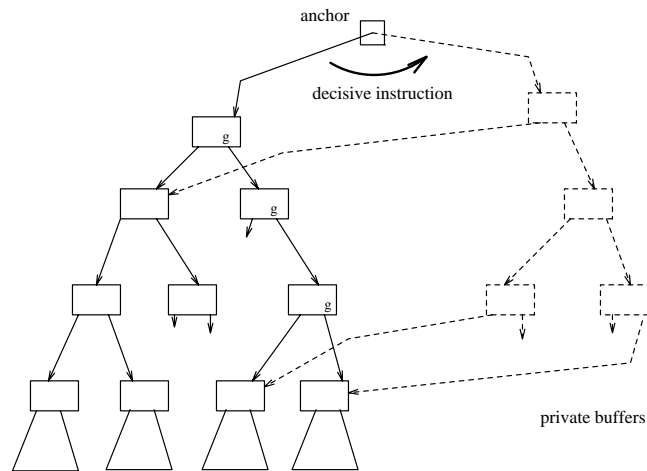 anchor
decisive instruction
g
g
g
private buffers